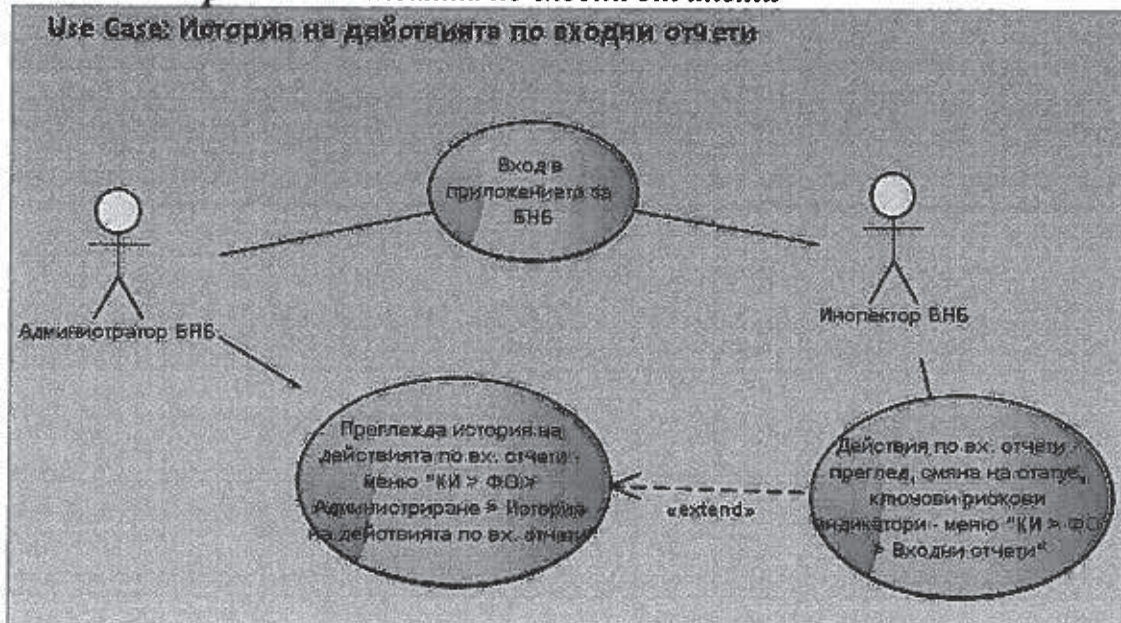 Use Case: История на действията по входни отчети
Вход в
приложението за
БНБ
Администратор БНБ
Инспектор БНБ
Преглежда история на
действията по вх. отчети -
меню "КИ > ФО >
Администриране > История
на действията по вх. отчети"
«extend»
Действия по вх. отчети -
преглед, смяна на статус,
ключови рискови
индикатори - меню "КИ > ФО
> Входни отчети"